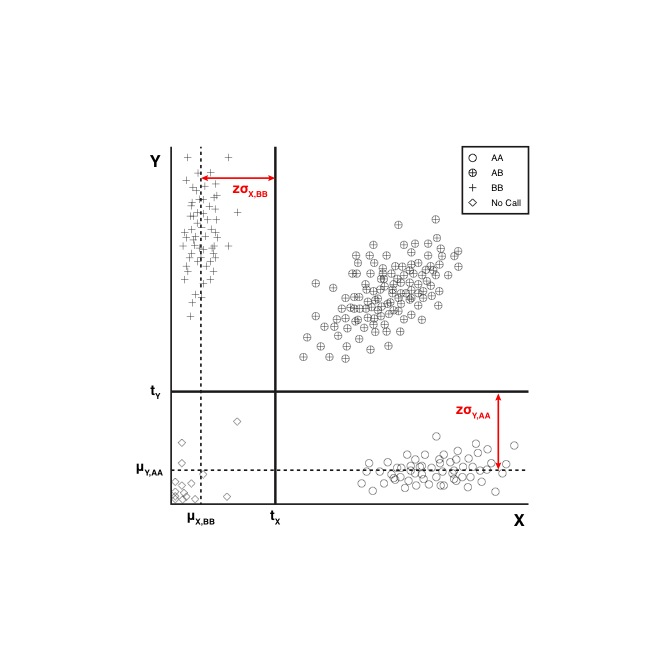 Y
AA
AB
BB
No Call
zσX,BB
tY
zσY,AA
μY,AA
μX,BB
tX
X